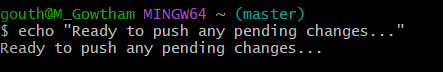 gouth@M_Gowtham MINGW64 ~ (master)
$ echo "Ready to push any pending changes..."
Ready to push any pending changes...